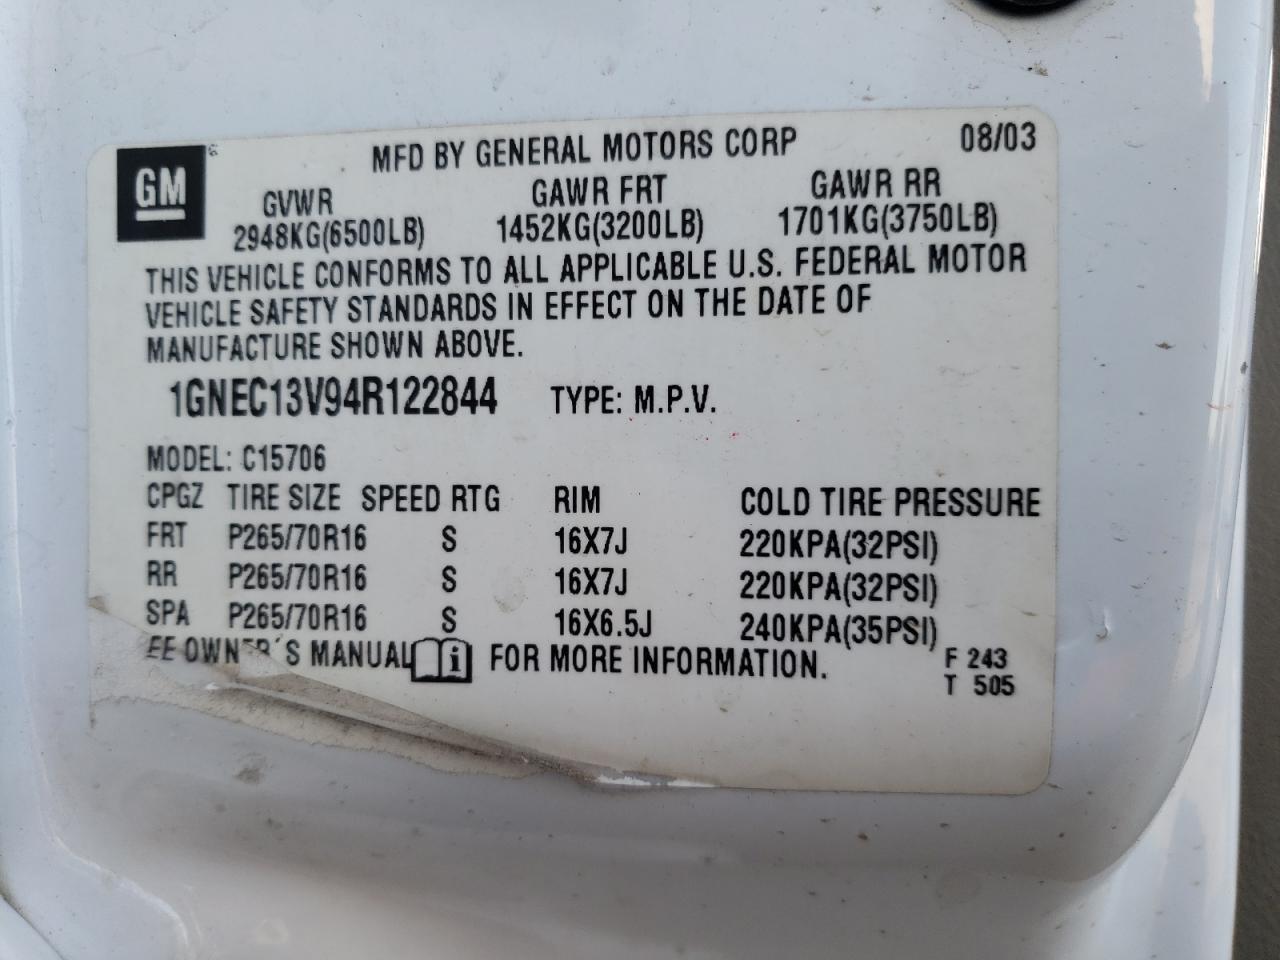 GM MFD BY GENERAL MOTORS CORP 08/03
GVWR GAWR FRT GAWR RR
2948KG(6500LB) 1452KG(3200LB) 1701KG(3750LB)
THIS VEHICLE CONFORMS TO ALL APPLICABLE U.S. FEDERAL MOTOR
VEHICLE SAFETY STANDARDS IN EFFECT ON THE DATE OF
MANUFACTURE SHOWN ABOVE.
1GNEC13V94R122844 TYPE: M.P.V.
MODEL: C15706
CPGZ TIRE SIZE SPEED RTG RIM COLD TIRE PRESSURE
FRT P265/70R16 S 16X7J 220KPA(32PSI)
RR P265/70R16 S 16X7J 220KPA(32PSI)
SPA P265/70R16 S 16X6.5J 240KPA(35PSI)
EE OWNER'S MANUAL i FOR MORE INFORMATION.
F 243
T 505